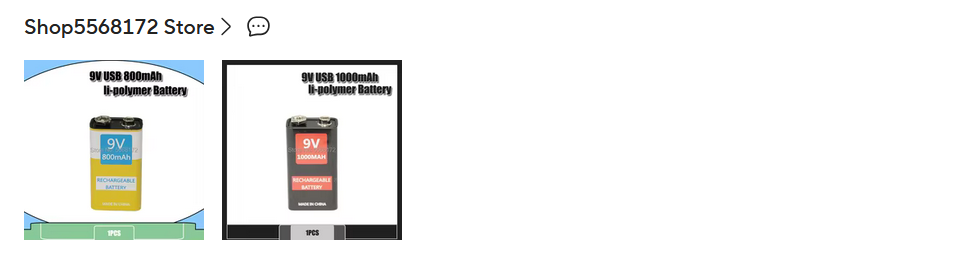 Shop5568172 Store
9V USB 800mAh
li-polymer Battery
9V
800mAh
RECHARGEABLE
BATTERY
MADE IN CHINA
1PCS
9V USB 1000mAh
li-polymer Battery
9V
1000MAH
RECHARGEABLE
BATTERY
MADE IN CHINA
1PCS